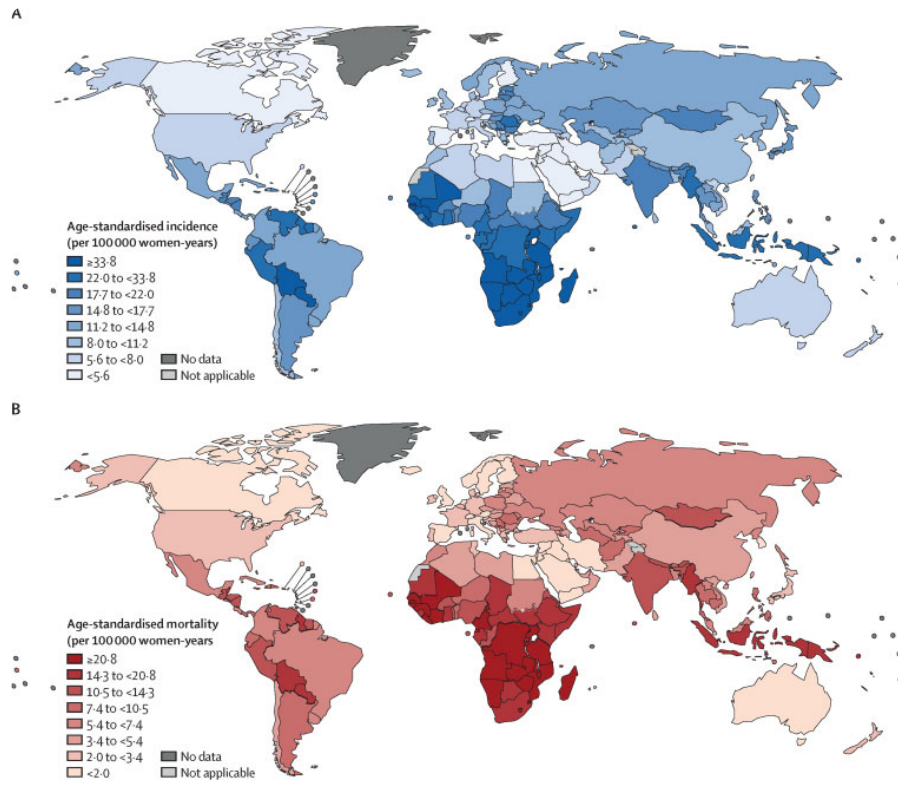 A
Age-standardised incidence
(per 100 000 women-years)
≥33·8
22·0 to <33·8
17·7 to <22·0
14·8 to <17·7
11·2 to <14·8
8·0 to <11·2
5·6 to <8·0
<5·6
No data
Not applicable
B
Age-standardised mortality
(per 100 000 women-years
≥20·8
14·3 to <20·8
10·5 to <14·3
7·4 to <10·5
5·4 to <7·4
3·4 to <5·4
2·0 to <3·4
<2·0
No data
Not applicable